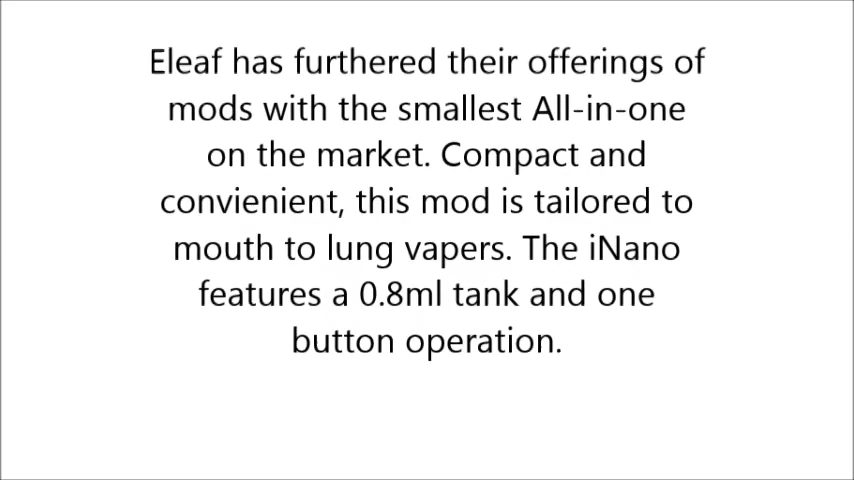 Eleaf has furthered their offerings of
mods with the smallest All-in-one
on the market. Compact and
convienient, this mod is tailored to
mouth to lung vapers. The iNano
features a 0.8ml tank and one
button operation.